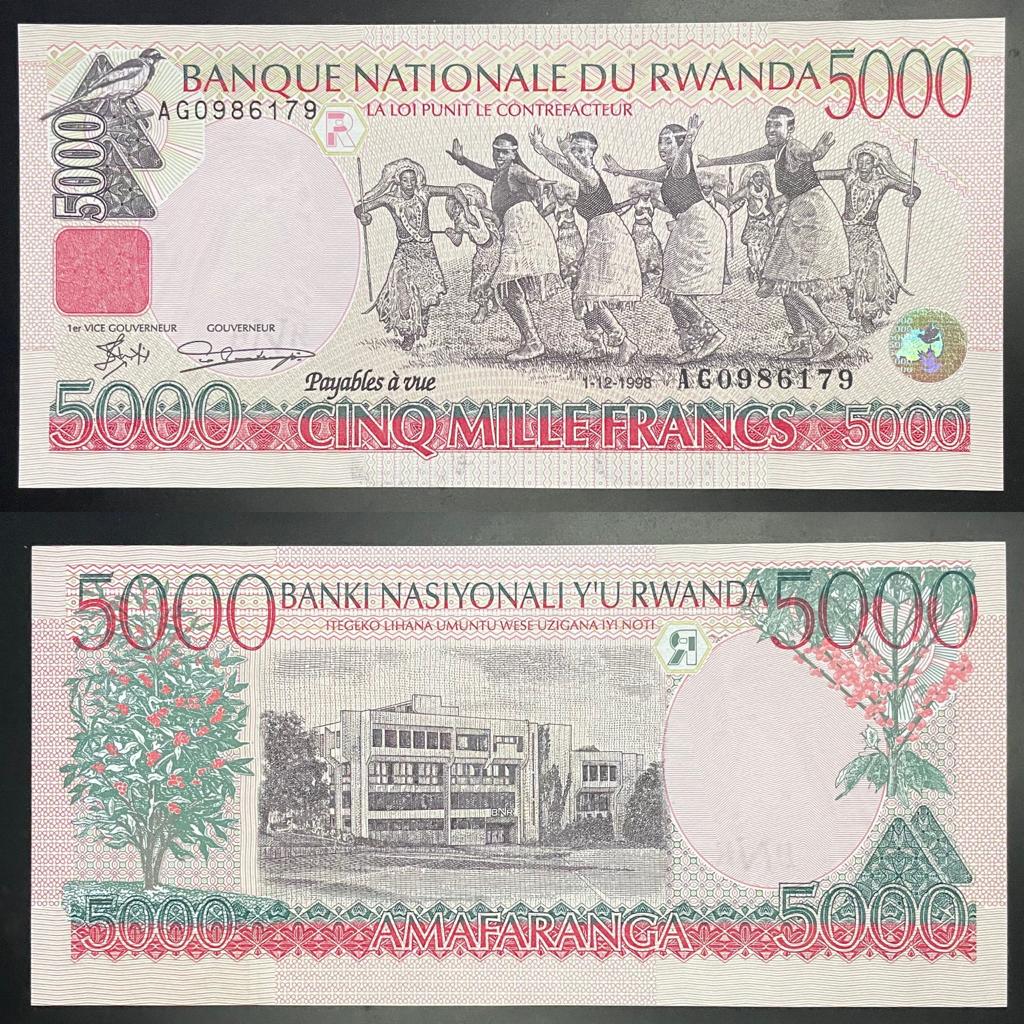 BANQUE NATIONALE DU RWANDA 5000
AG0986179
LA LOI PUNIT LE CONTREFACTEUR
5000
1er VICE GOUVERNEUR GOUVERNEUR
Payables à vue 1-12-1998 AG0986179
5000 CINQ MILLE FRANCS 5000
5000 BANKI NASIYONALI Y'U RWANDA 5000
ITEGEKO LIHANA UMUNTU WESE UZIGANA IYI NOTI
BNR
5000 AMAFARANGA 5000